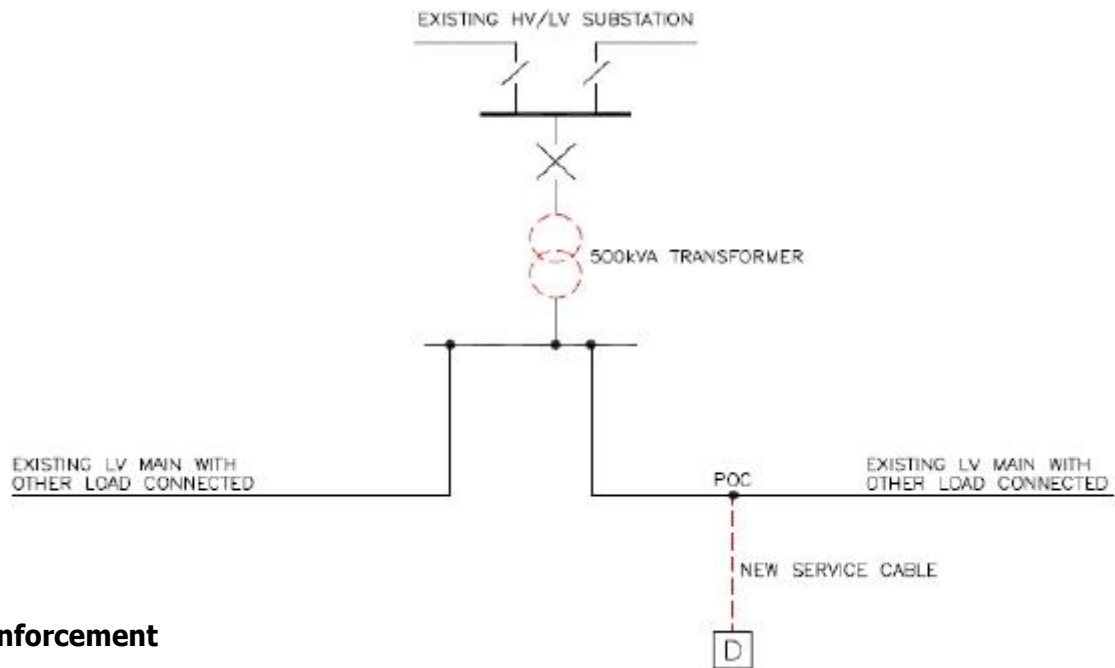 EXISTING HV/LV SUBSTATION
500kVA TRANSFORMER
EXISTING LV MAIN WITH
OTHER LOAD CONNECTED
POC
EXISTING LV MAIN WITH
OTHER LOAD CONNECTED
NEW SERVICE CABLE
nforcement
D